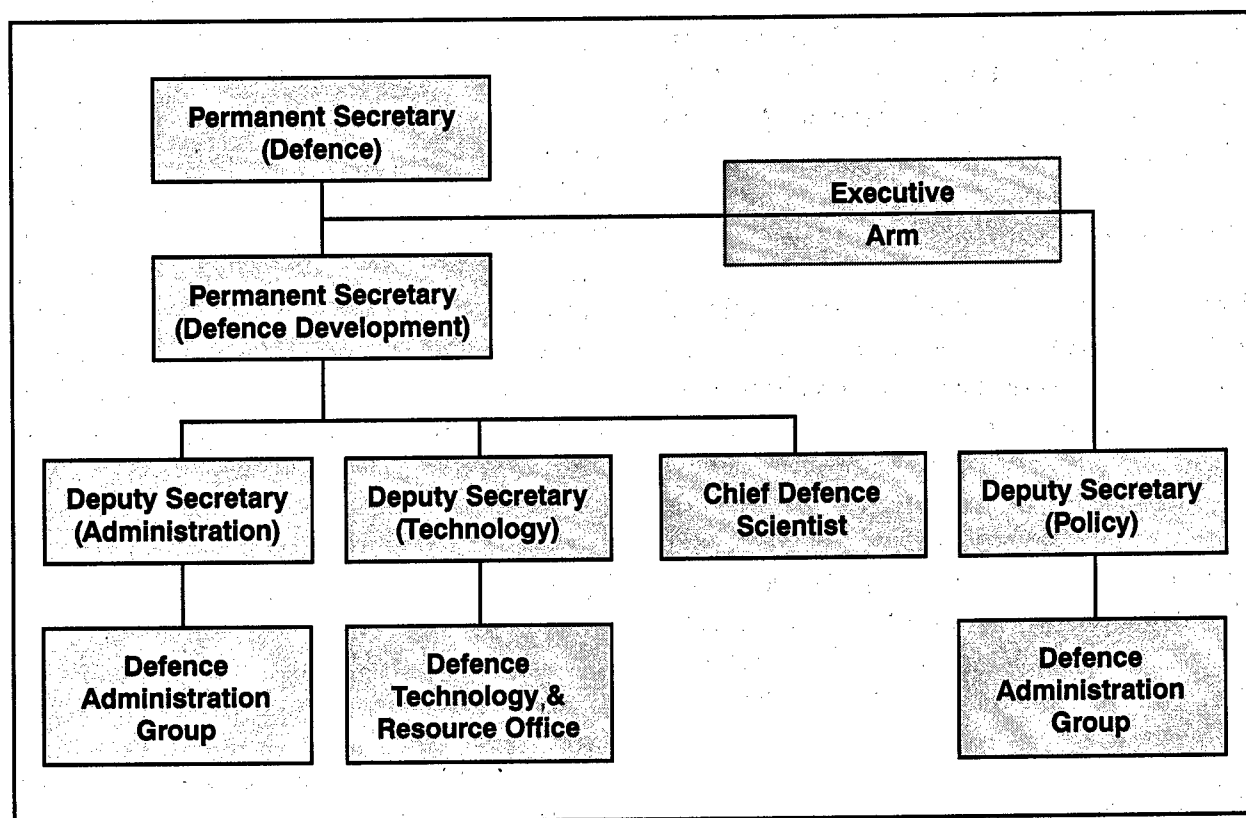 Permanent Secretary
(Defence)
Executive
Arm
Permanent Secretary
(Defence Development)
Deputy Secretary
(Administration)
Deputy Secretary
(Technology)
Chief Defence
Scientist
Deputy Secretary
(Policy)
Defence
Administration
Group
Defence
Technology &
Resource Office
Defence
Administration
Group